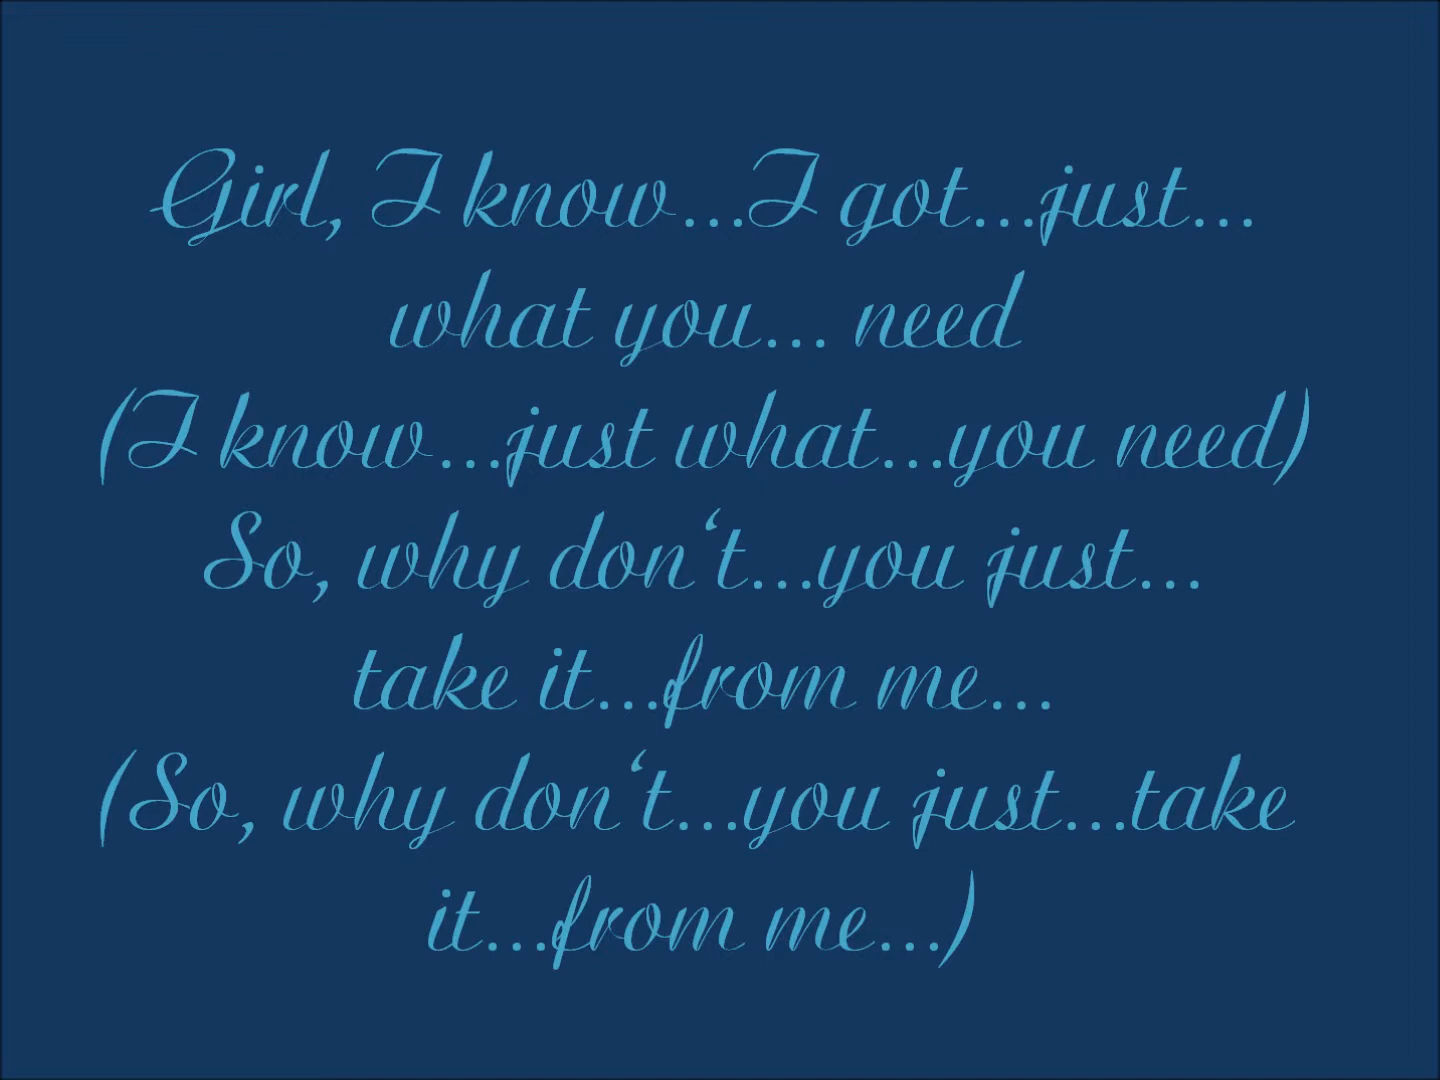 Girl, I know...I got...just...
what you... need
(I know...just what...you need)
So, why don‘t...you just...
take it...from me...
(So, why don‘t...you just...take
it...from me...)